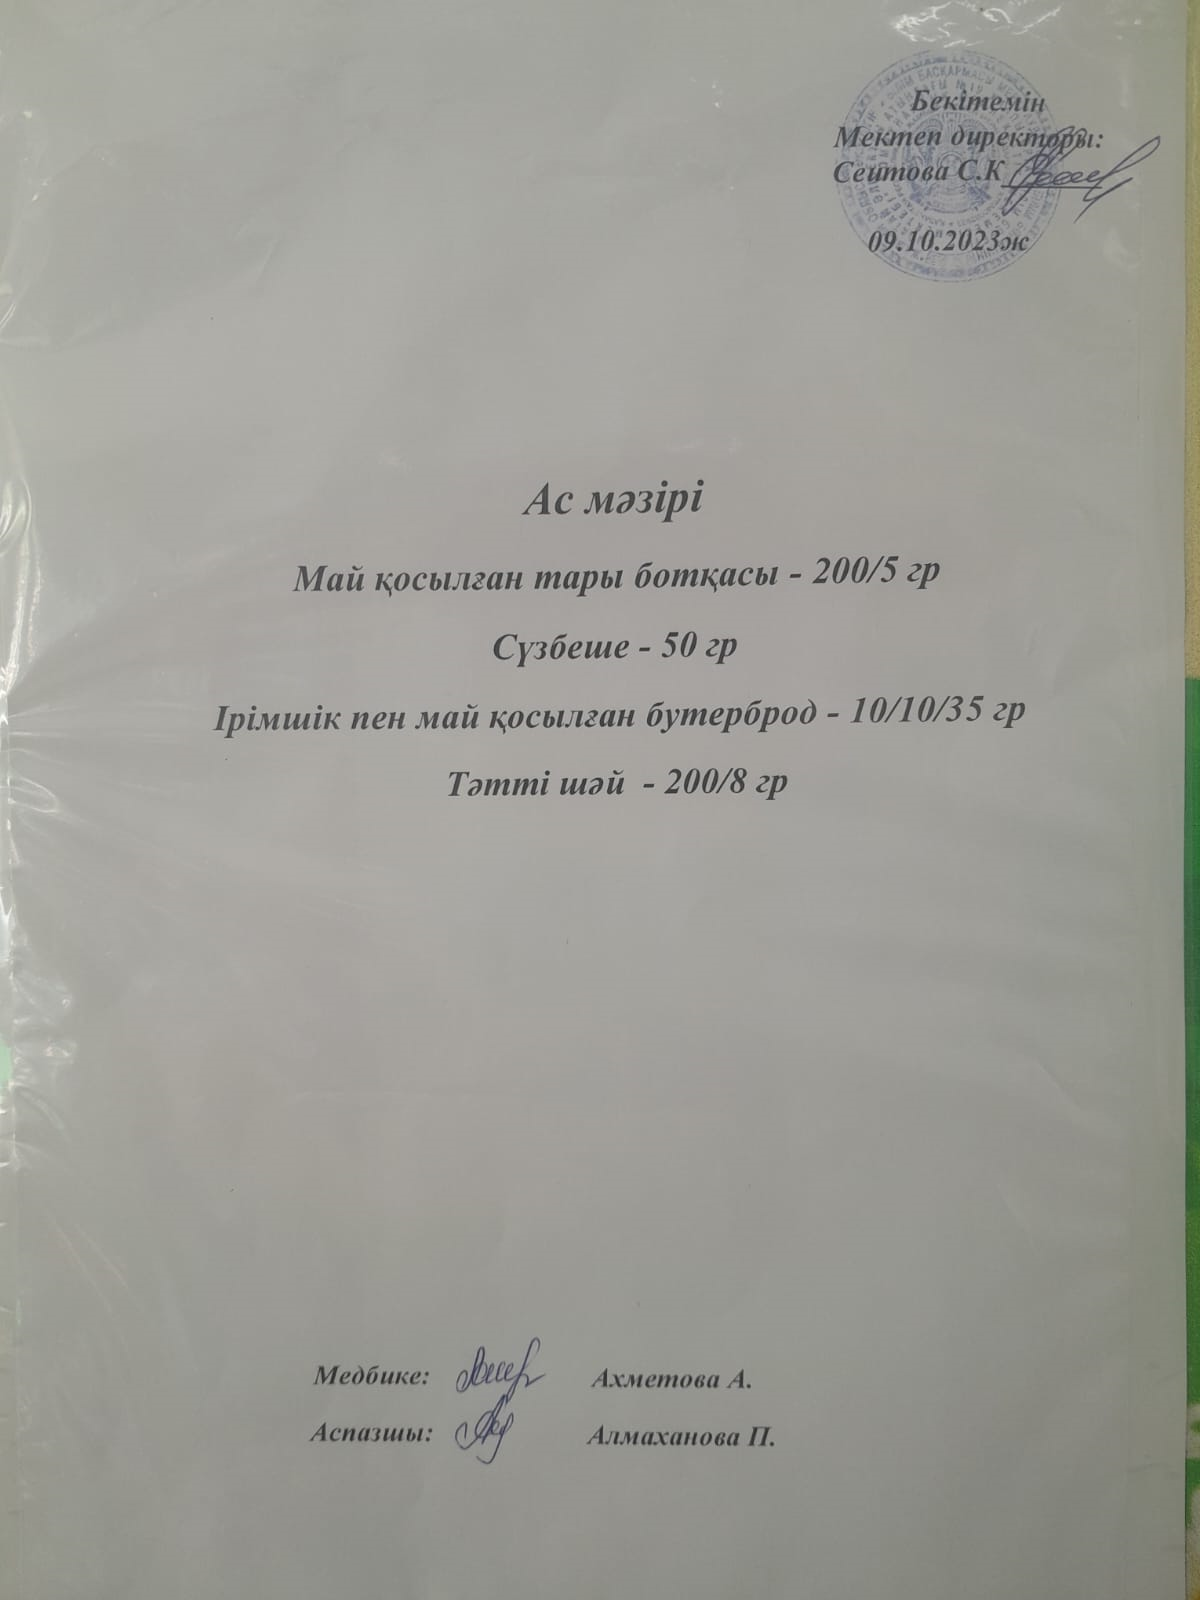 Бекітемін
Мектеп директоры:
Сеитова С.К
09.10.2023ж
Ас мәзірі
Май қосылған тары ботқасы - 200/5 гр
Сүзбеше - 50 гр
Ірімшік пен май қосылған бутерброд - 10/10/35 гр
Тәтті шәй - 200/8 гр
Медбике: Ахметова А.
Аспазшы: Алмаханова П.